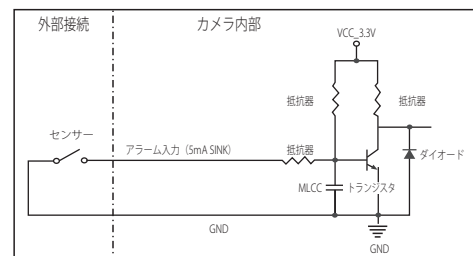 外部接続
カメラ内部
VCC_3.3V
抵抗器
抵抗器
センサー
アラーム入力（5mA SINK）
抵抗器
ダイオード
MLCC
トランジスタ
GND
GND